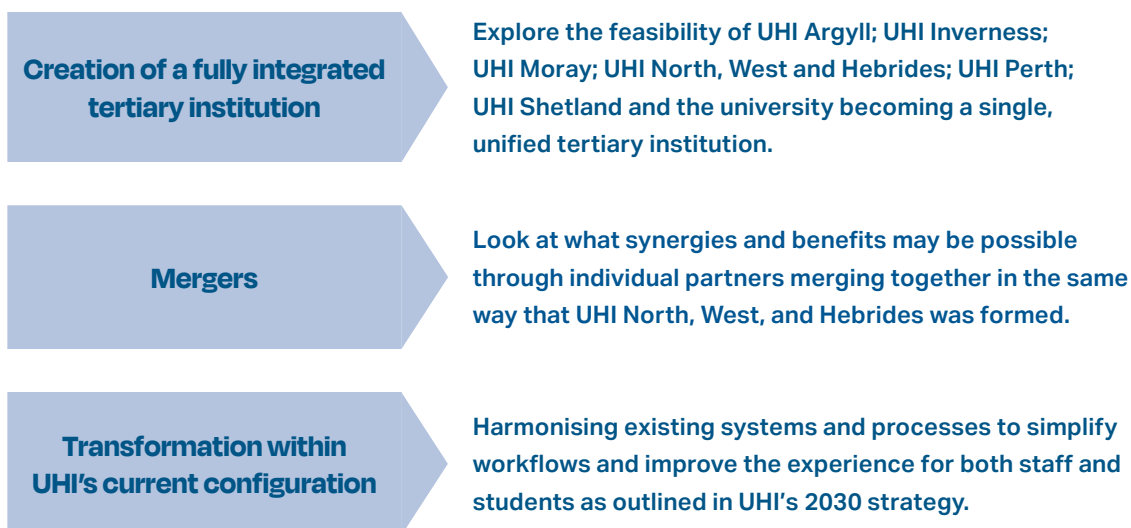 Creation of a fully integrated
tertiary institution
Explore the feasibility of UHI Argyll; UHI Inverness;
UHI Moray; UHI North, West and Hebrides; UHI Perth;
UHI Shetland and the university becoming a single,
unified tertiary institution.
Mergers
Look at what synergies and benefits may be possible
through individual partners merging together in the same
way that UHI North, West, and Hebrides was formed.
Transformation within
UHI’s current configuration
Harmonising existing systems and processes to simplify
workflows and improve the experience for both staff and
students as outlined in UHI’s 2030 strategy.